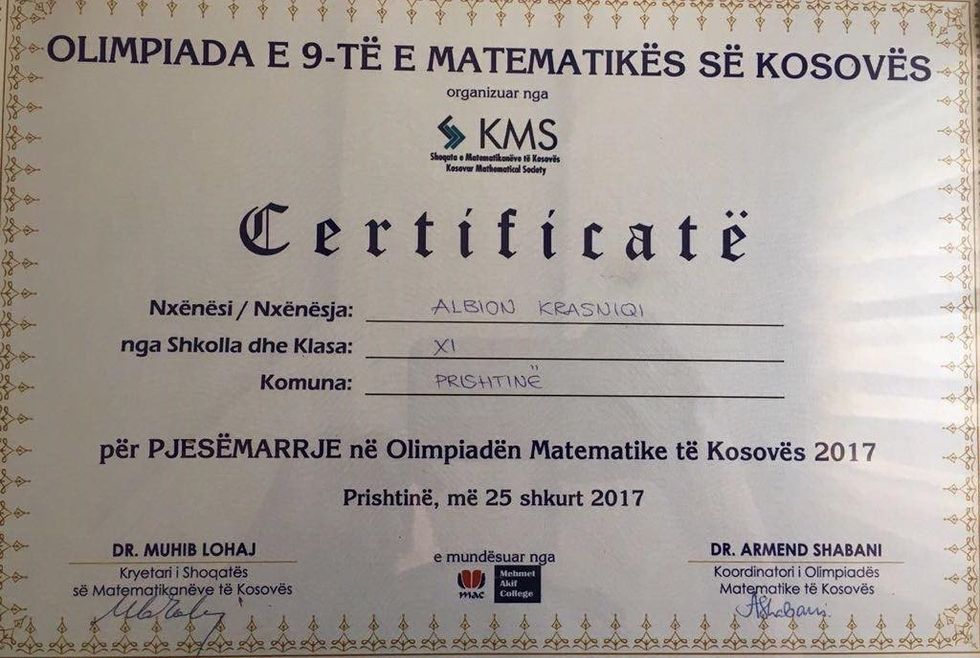 OLIMPIADA E 9-TË E MATEMATIKËS SË KOSOVËS
organizuar nga
KMS
Shoqata e Matematikanëve të Kosovës
Kosovar Mathematical Society
Certificatë
Nxënësi / Nxënësja: ALBION KRASNIQI
nga Shkolla dhe Klasa: XI
Komuna: PRISHTINË
për PJESËMARRJE në Olimpiadën Matematike të Kosovës 2017
Prishtinë, më 25 shkurt 2017
DR. MUHIB LOHAJ
Kryetari i Shoqatës
së Matematikanëve të Kosovës
e mundësuar nga
mac
Mehmet
Akif
College
DR. ARMEND SHABANI
Koordinatori i Olimpiadës
Matematike të Kosovës
AShabani